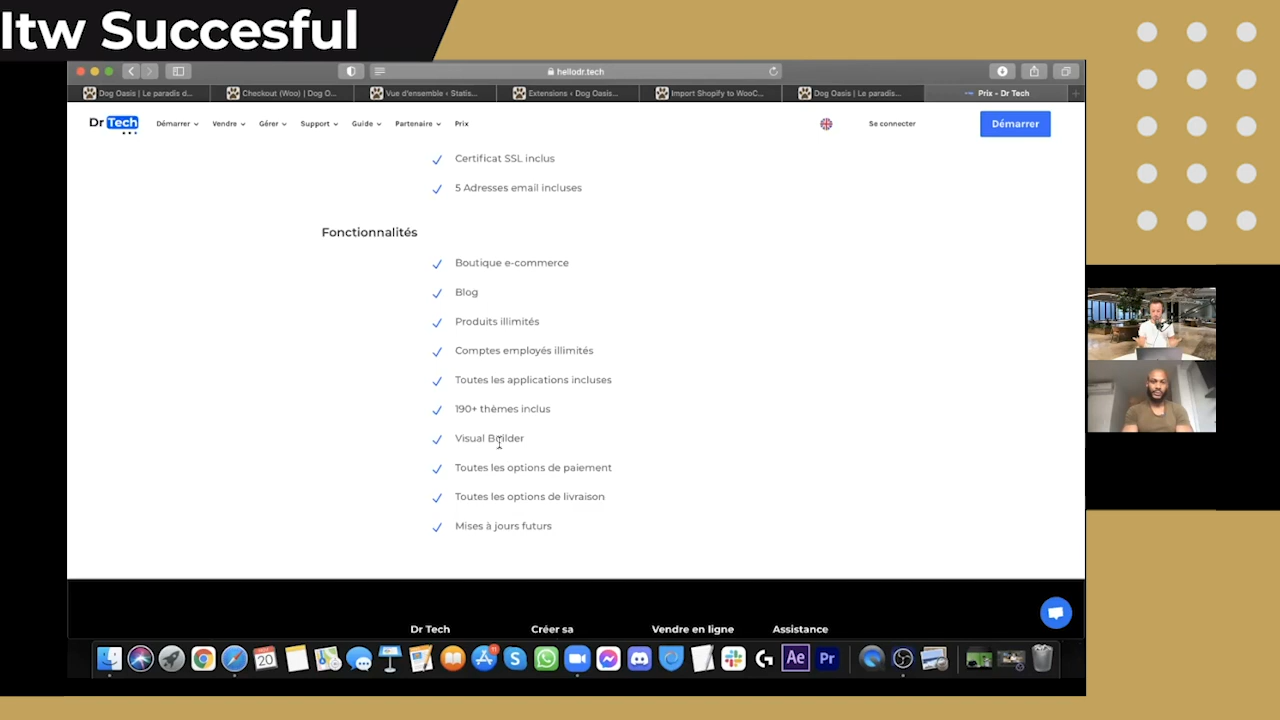 Itw Succesful
hellodr.tech
Dog Oasis | Le paradis d...
Checkout (Woo) | Dog O...
Vue d'ensemble ‹ Statis...
Extensions ‹ Dog Oasis...
Import Shopify to WooC...
Dog Oasis | Le paradis...
Prix - Dr Tech
Dr Tech
Démarrer
Vendre
Gérer
Support
Guide
Partenaire
Prix
Se connecter
Démarrer
Certificat SSL inclus
5 Adresses email incluses
Fonctionnalités
Boutique e-commerce
Blog
Produits illimités
Comptes employés illimités
Toutes les applications incluses
190+ thèmes inclus
Visual Builder
Toutes les options de paiement
Toutes les options de livraison
Mises à jours futurs
Dr Tech
Créer sa
Vendre en ligne
Assistance
20
11
Ae
Pr